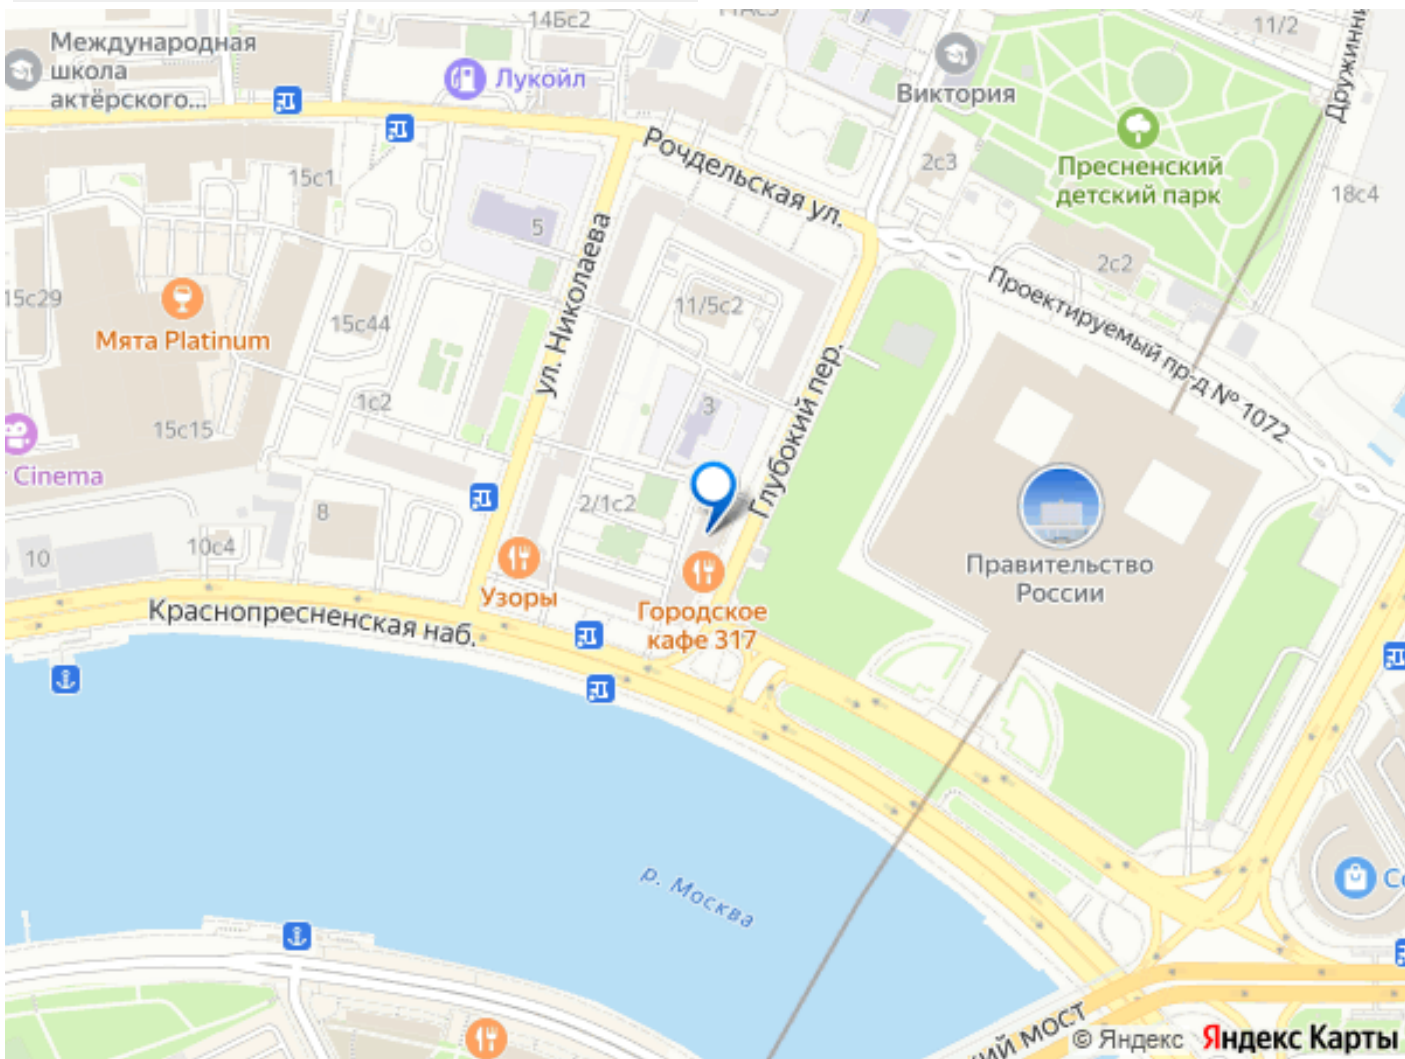 14Бс2
11/2
Международная
школа
актёрского...
Лукойл
Виктория
Дружинни
Рочдельская ул.
2с3
Пресненский
детский парк
15с1
18с4
5
2с2
15с29
ул. Николаева
11/5с2
Проектируемый пр-д № 1072
15с44
Мята Platinum
Глубокий пер.
1с2
3
15с15
Cinema
2/1с2
8
10с4
10
Правительство
России
Узоры
Городское
кафе 317
Краснопресненская наб.
р. Москва
ий мост
© Яндекс Яндекс Карты